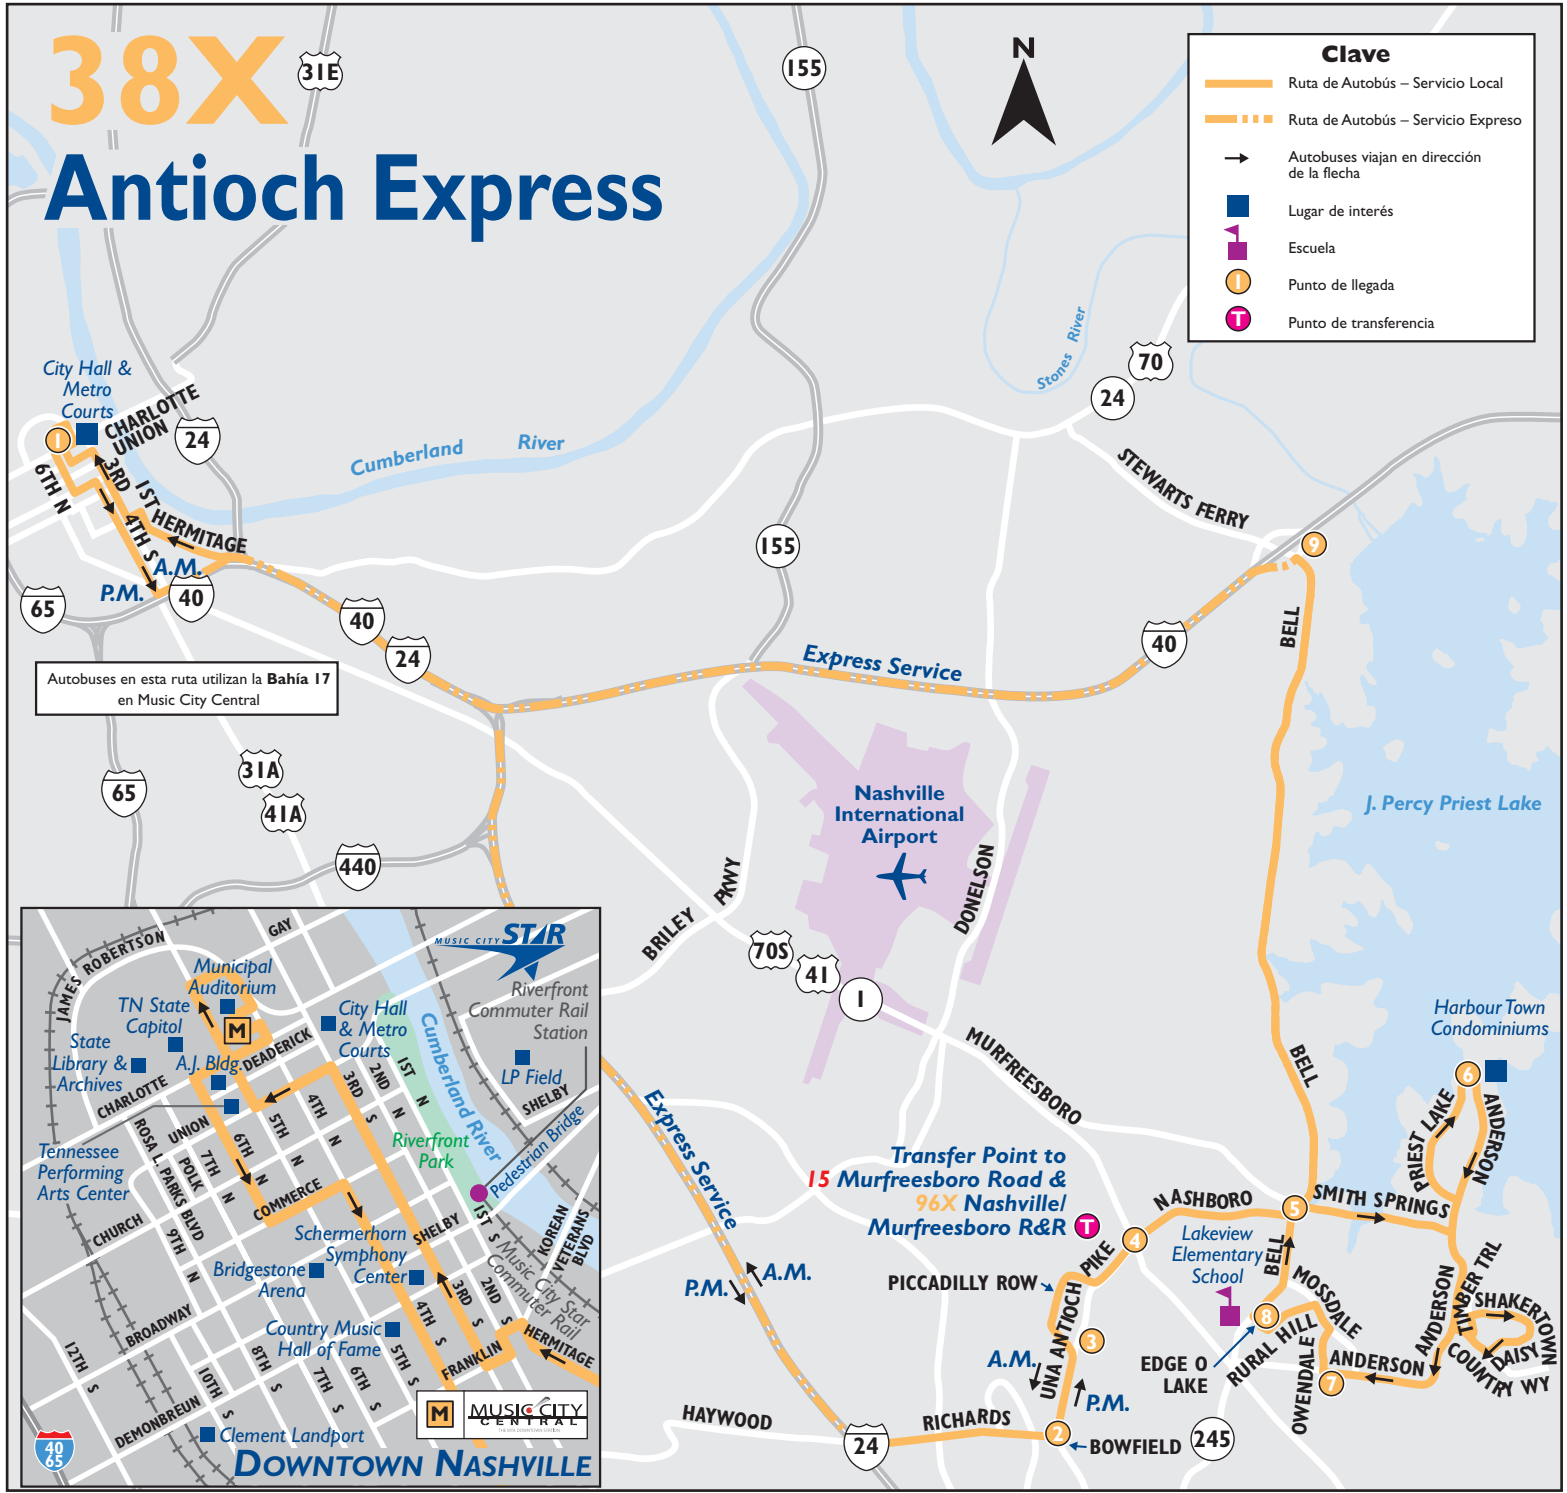 38X
Antioch Express
31E
155
N
Clave
Ruta de Autobús – Servicio Local
Ruta de Autobús – Servicio Expreso
Autobuses viajan en dirección
de la flecha
Lugar de interés
Escuela
1
Punto de llegada
T
Punto de transferencia
Stones River
70
24
City Hall &
Metro
Courts
1
CHARLOTTE
UNION
24
6TH N
3RD
1ST
4TH S
HERMITAGE
A.M.
P.M.
Cumberland River
STEWARTS FERRY
155
9
65
40
40
24
Express Service
40
BELL
Autobuses en esta ruta utilizan la Bahía 17
en Music City Central
31A
41A
65
440
Nashville
International
Airport
J. Percy Priest Lake
BRILEY PKWY
DONELSON
70S
41
1
MURFREESBORO
BELL
Harbour Town
Condominiums
6
PRIEST LAKE
ANDERSON
Express Service
Transfer Point to
15 Murfreesboro Road &
96X Nashville/
Murfreesboro R&R
T
NASHBORO
5
SMITH SPRINGS
4
PIKE
Lakeview
Elementary
School
BELL
PICCADILLY ROW
P.M.
A.M.
MOSSDALE
8
RURAL HILL
ANDERSON
TIMBER TRL
SHAKERTOWN
DAISY
COUNTRY WY
UNA ANTIOCH
3
A.M.
P.M.
EDGE O
LAKE
OWENDALE
ANDERSON
7
HAYWOOD
24
RICHARDS
2
BOWFIELD
245
JAMES ROBERTSON
GAY
MUSIC CITY STAR
Riverfront
Commuter Rail
Station
Municipal
Auditorium
TN State
Capitol
State
Library &
Archives
A.J. Bldg.
M
DEADERICK
City Hall
& Metro
Courts
Cumberland River
LP Field
SHELBY
CHARLOTTE
1ST N
2ND N
3RD S
4TH N
5TH N
6TH N
7TH N
UNION
POLK
ROSA L. PARKS BLVD
9TH N
Tennessee
Performing
Arts Center
Riverfront
Park
Pedestrian Bridge
CHURCH
COMMERCE
Schermerhorn
Symphony
Center
SHELBY
1ST S
KOREAN
VETERANS
BLVD
Music City Star
Commuter Rail
Bridgestone
Arena
BROADWAY
Country Music
Hall of Fame
2ND S
3RD S
4TH S
5TH S
6TH S
7TH S
8TH S
10TH S
12TH S
FRANKLIN
HERMITAGE
DEMONBREUN
Clement Landport
M
MUSIC CITY
CENTRAL
40
65
DOWNTOWN NASHVILLE